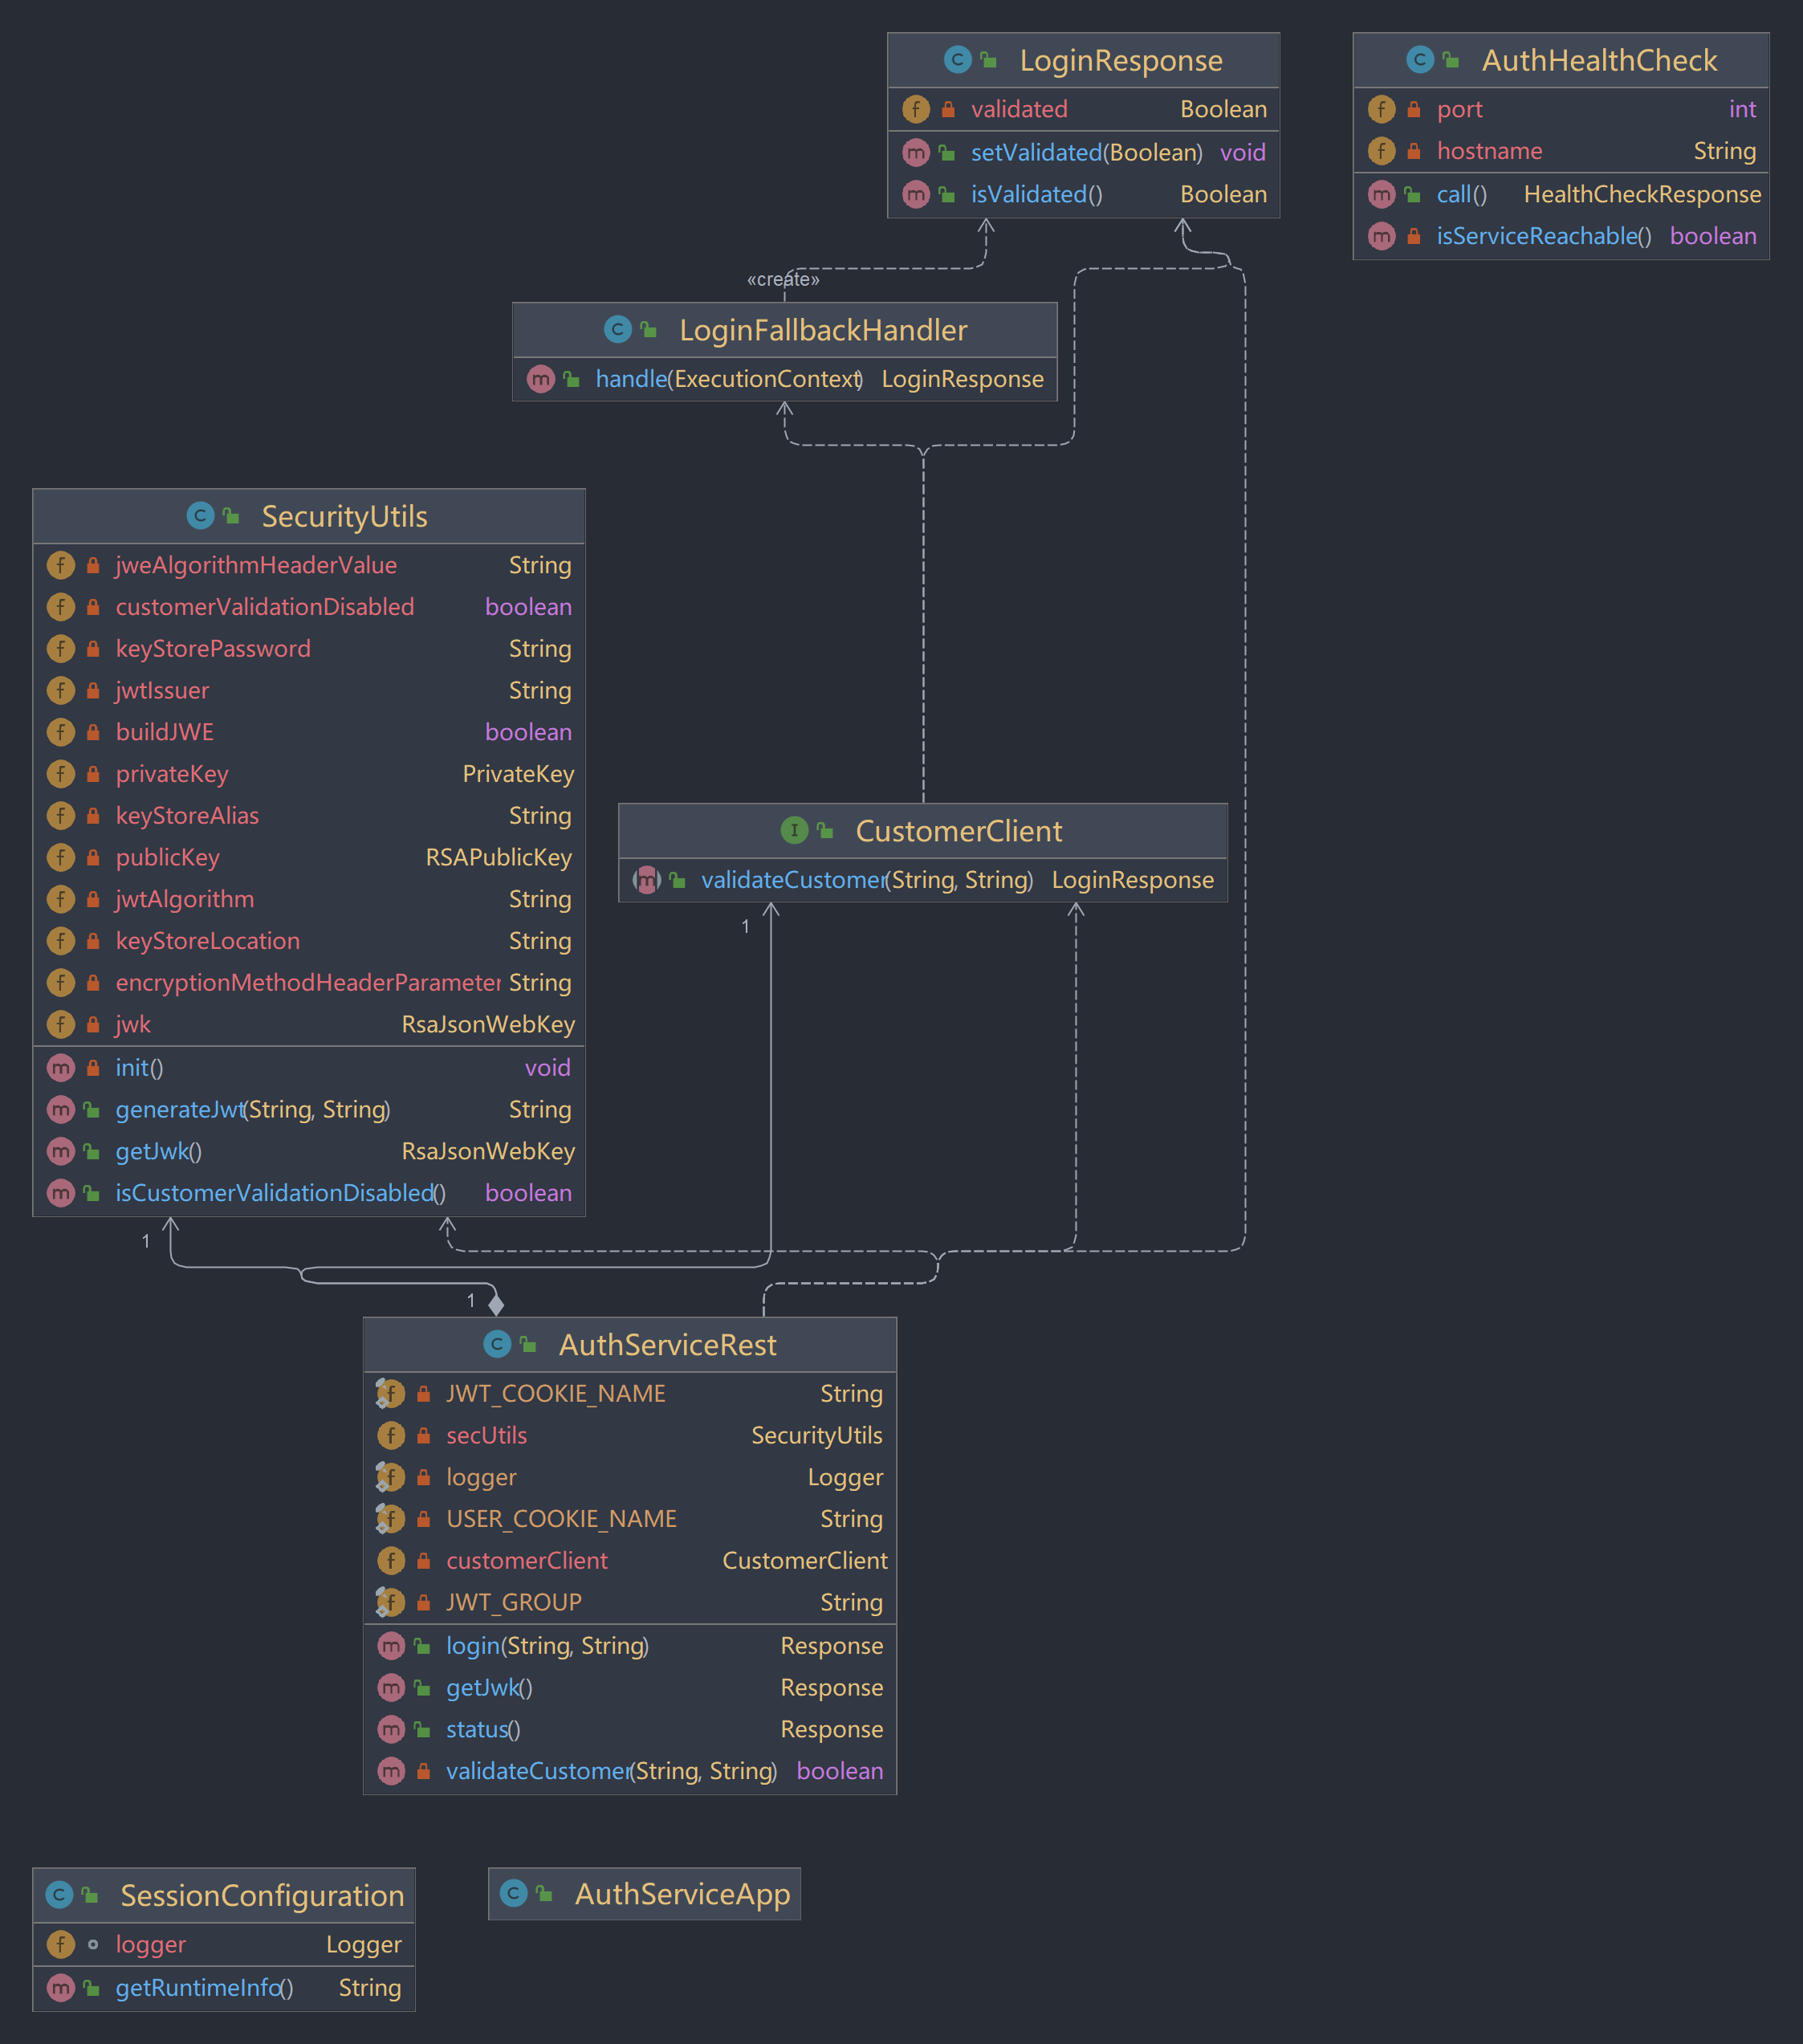 LoginResponse
validated Boolean
setValidated(Boolean) void
isValidated() Boolean
AuthHealthCheck
port int
hostname String
call() HealthCheckResponse
isServiceReachable() boolean
«create»
LoginFallbackHandler
handle(ExecutionContext) LoginResponse
SecurityUtils
jweAlgorithmHeaderValue String
customerValidationDisabled boolean
keyStorePassword String
jwtIssuer String
buildJWE boolean
privateKey PrivateKey
keyStoreAlias String
publicKey RSAPublicKey
jwtAlgorithm String
keyStoreLocation String
encryptionMethodHeaderParameter String
jwk RsaJsonWebKey
init() void
generateJwt(String, String) String
getJwk() RsaJsonWebKey
isCustomerValidationDisabled() boolean
CustomerClient
validateCustomer(String, String) LoginResponse
1
1
1
AuthServiceRest
JWT_COOKIE_NAME String
secUtils SecurityUtils
logger Logger
USER_COOKIE_NAME String
customerClient CustomerClient
JWT_GROUP String
login(String, String) Response
getJwk() Response
status() Response
validateCustomer(String, String) boolean
SessionConfiguration
logger Logger
getRuntimeInfo() String
AuthServiceApp